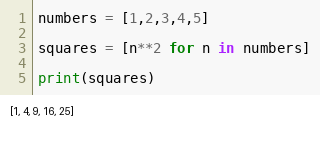 1 numbers = [1,2,3,4,5]
2
3 squares = [n**2 for n in numbers]
4
5 print(squares)
[1, 4, 9, 16, 25]